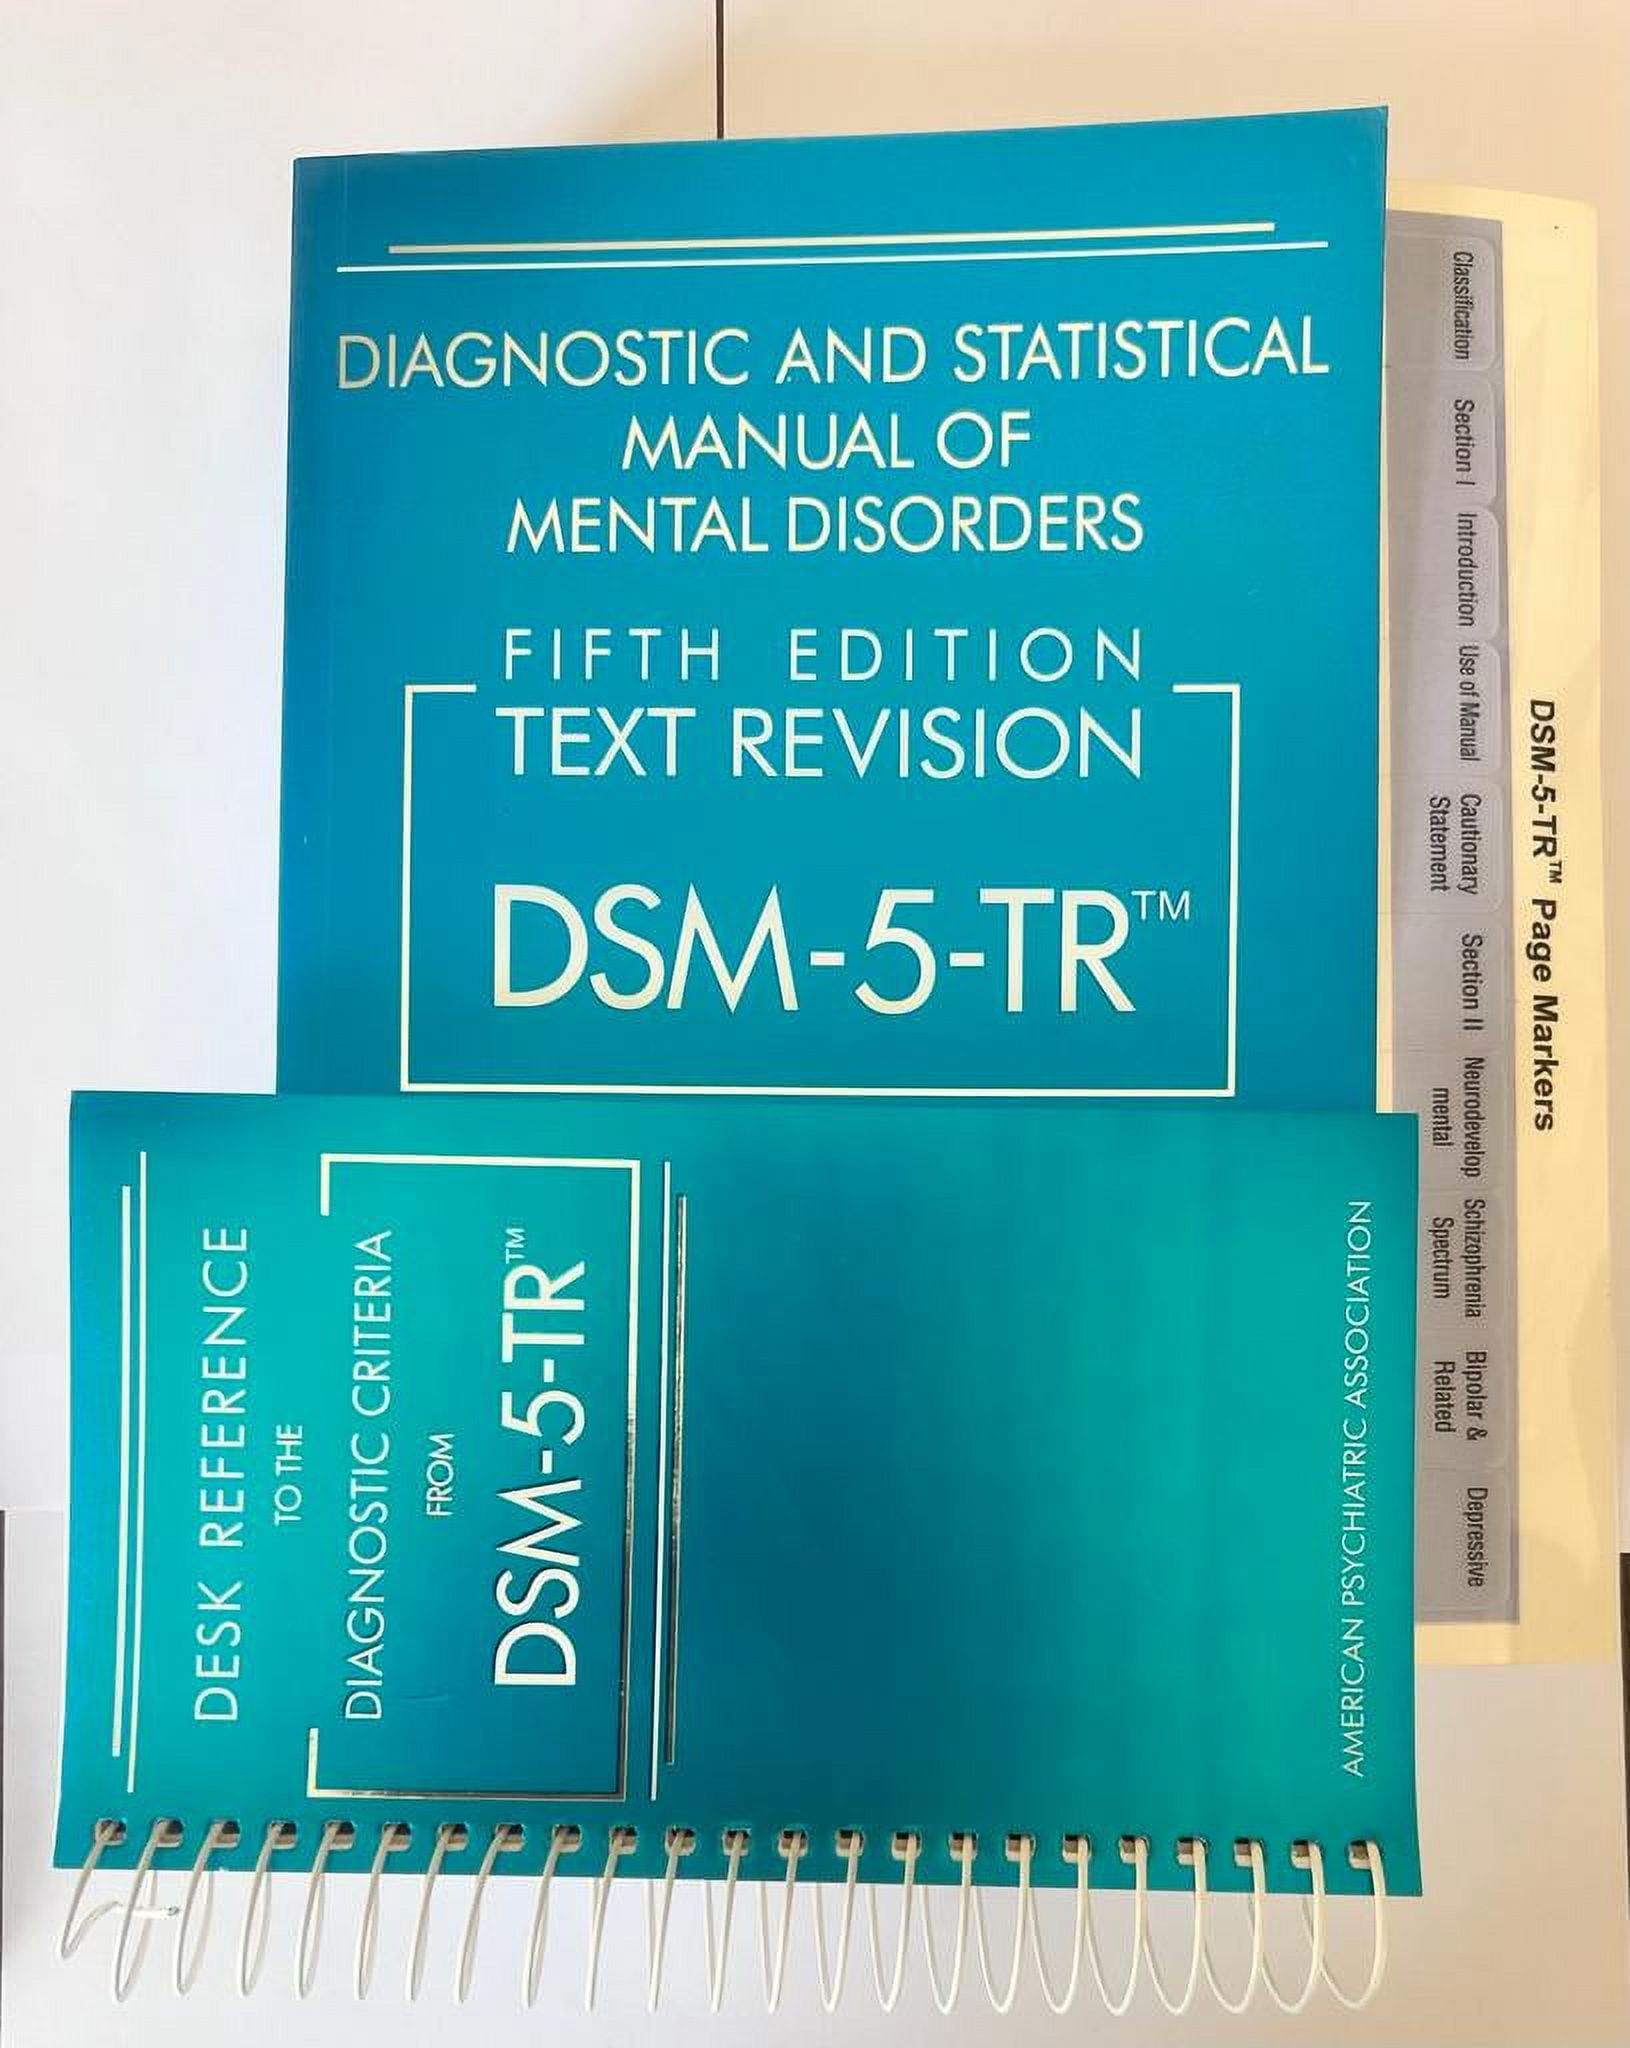 DIAGNOSTIC AND STATISTICAL
MANUAL OF
MENTAL DISORDERS
FIFTH EDITION
TEXT REVISION
DSM-5-TR™
DESK REFERENCE
TO THE
DIAGNOSTIC CRITERIA
FROM
DSM-5-TR™
AMERICAN PSYCHIATRIC ASSOCIATION
DSM-5-TR™ Page Markers
Classification
Section I
Introduction
Use of Manual
Cautionary
Statement
Section II
Neurodevelop
mental
Schizophrenia
Spectrum
Bipolar &
Related
Depressive